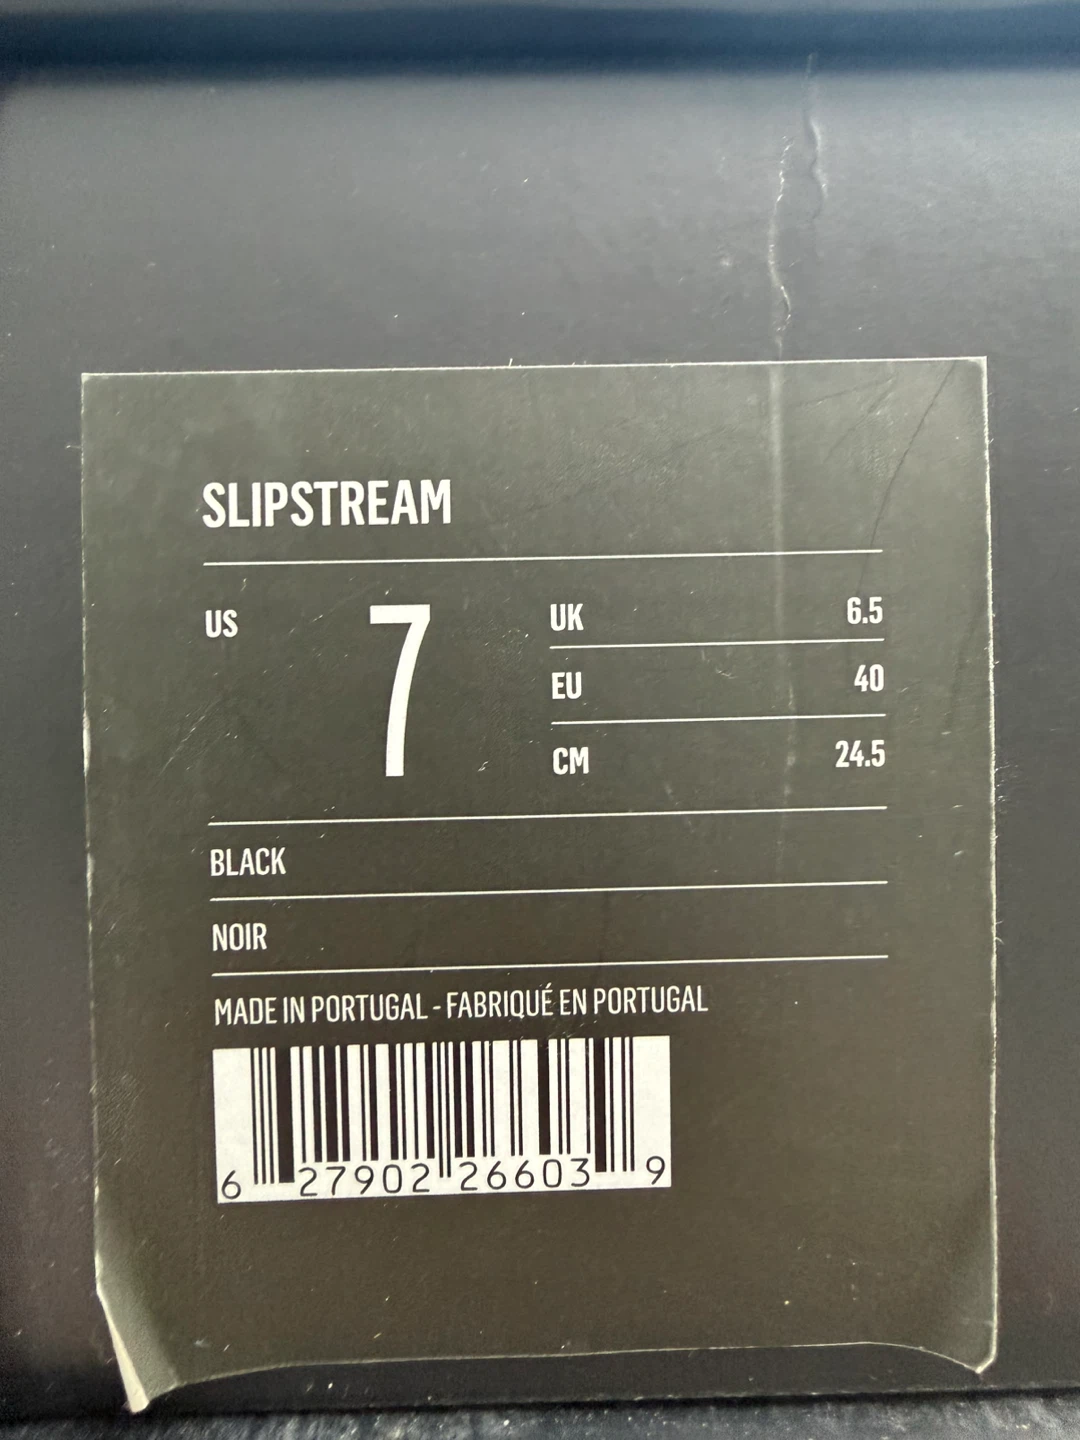 SLIPSTREAM
US 7
UK 6.5
EU 40
CM 24.5
BLACK
NOIR
MADE IN PORTUGAL - FABRIQUÉ EN PORTUGAL
6 27902 26603 9